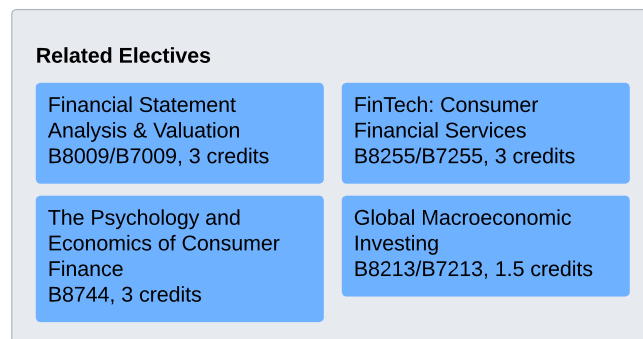 Related Electives
Financial Statement
Analysis & Valuation
B8009/B7009, 3 credits
FinTech: Consumer
Financial Services
B8255/B7255, 3 credits
The Psychology and
Economics of Consumer
Finance
B8744, 3 credits
Global Macroeconomic
Investing
B8213/B7213, 1.5 credits